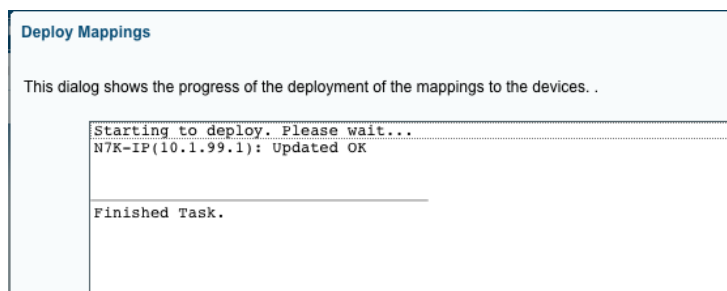 Deploy Mappings
This dialog shows the progress of the deployment of the mappings to the devices. .
Starting to deploy. Please wait...
N7K-IP(10.1.99.1): Updated OK
Finished Task.